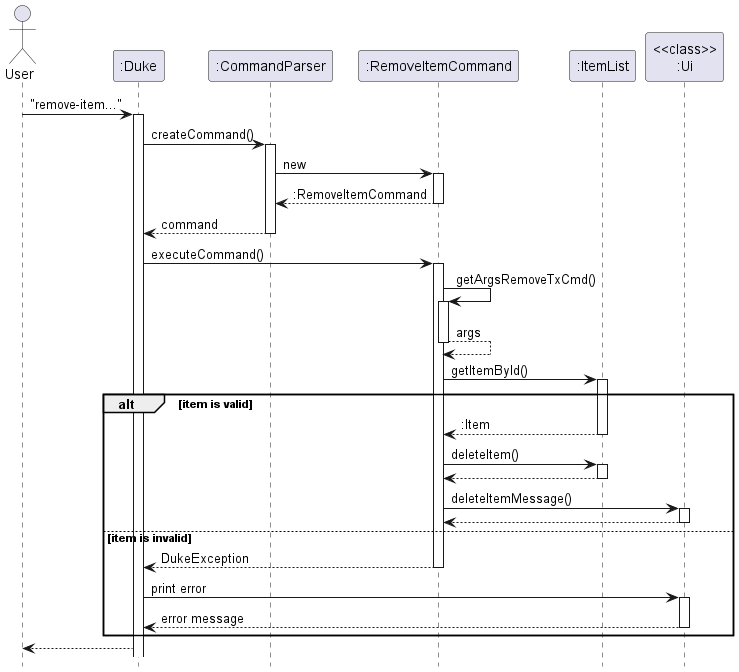 User
:Duke
:CommandParser
:RemoveItemCommand
:ItemList
<<class>>
:Ui
"remove-item..."
createCommand()
new
:RemoveItemCommand
command
executeCommand()
getArgsRemoveTxCmd()
args
getItemById()
alt
[item is valid]
:Item
deleteItem()
deleteItemMessage()
[item is invalid]
DukeException
print error
error message